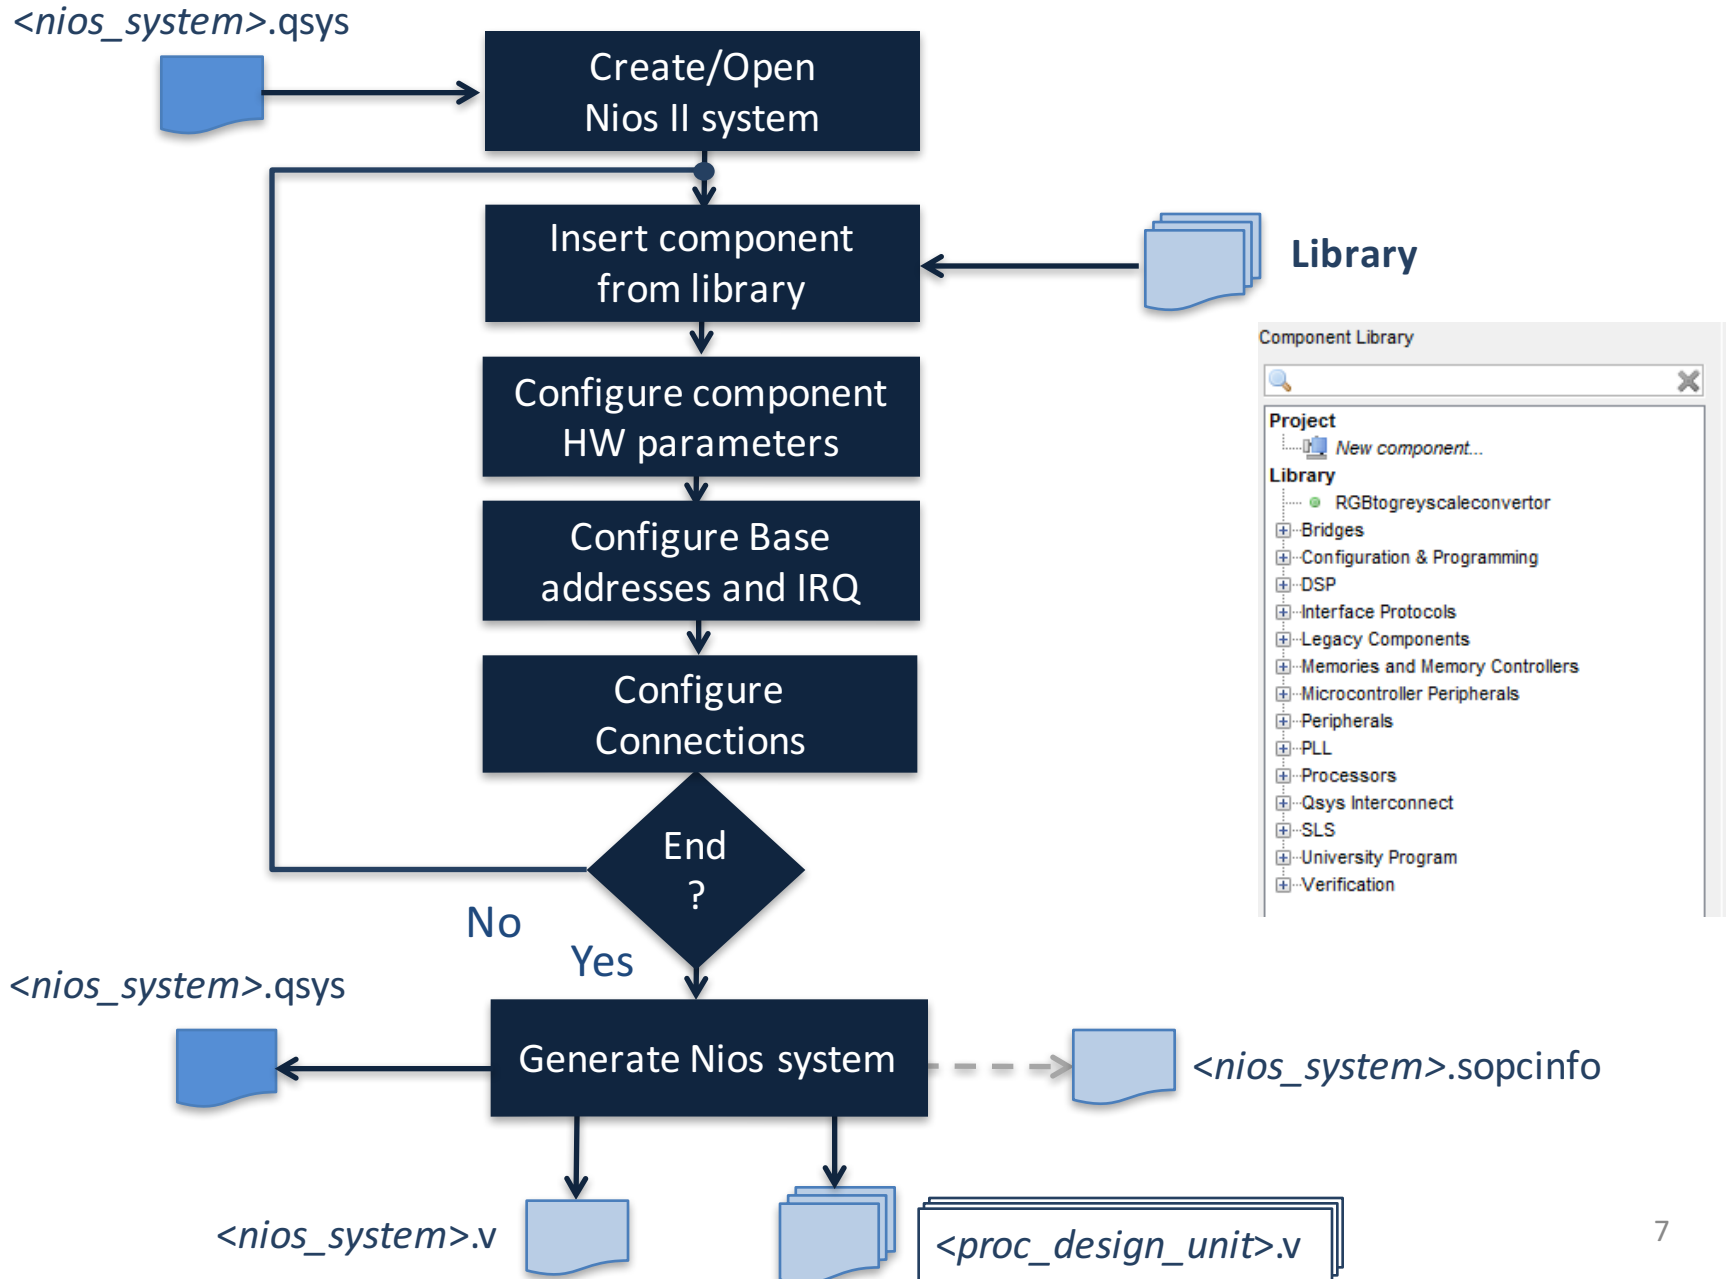 <nios_system>.qsys
Create/Open
Nios II system
Insert component
from library
Library
Configure component
HW parameters
Configure Base
addresses and IRQ
Configure
Connections
End
?
No
Yes
Component Library
Project
New component...
Library
RGBtogreyscaleconvertor
Bridges
Configuration & Programming
DSP
Interface Protocols
Legacy Components
Memories and Memory Controllers
Microcontroller Peripherals
Peripherals
PLL
Processors
Qsys Interconnect
SLS
University Program
Verification
<nios_system>.qsys
Generate Nios system
<nios_system>.sopcinfo
<nios_system>.v
<proc_design_unit>.v
7